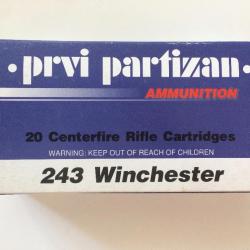 • prvi partizan •
AMMUNITION
20 Centerfire Rifle Cartridges
WARNING: KEEP OUT OF REACH OF CHILDREN
243 Winchester